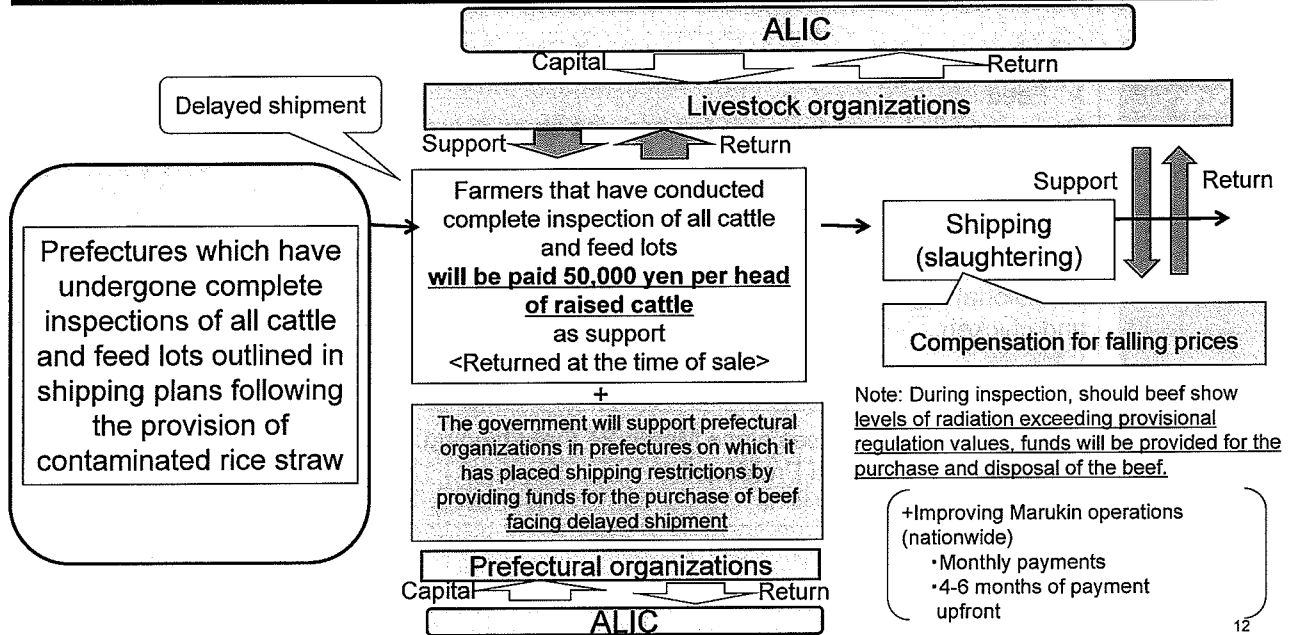 ALIC
Capital
Return
Livestock organizations
Delayed shipment
Support
Return
Prefectures which have
undergone complete
inspections of all cattle
and feed lots outlined in
shipping plans following
the provision of
contaminated rice straw
Farmers that have conducted
complete inspection of all cattle
and feed lots
will be paid 50,000 yen per head
of raised cattle
as support
<Returned at the time of sale>
+
The government will support prefectural
organizations in prefectures on which it
has placed shipping restrictions by
providing funds for the purchase of beef
facing delayed shipment
Prefectural organizations
Capital
Return
ALIC
Support
Return
Shipping
(slaughtering)
Compensation for falling prices
Note: During inspection, should beef show
levels of radiation exceeding provisional
regulation values, funds will be provided for the
purchase and disposal of the beef.
+Improving Marukin operations
(nationwide)
・Monthly payments
・4-6 months of payment
upfront
12